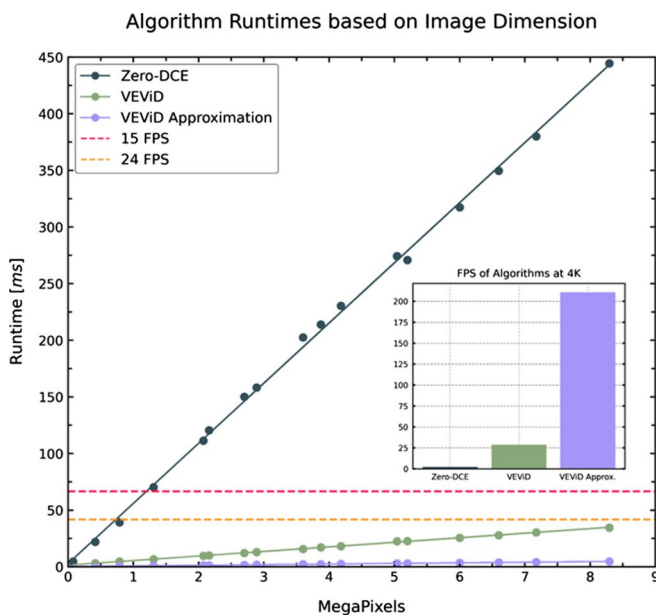 Algorithm Runtimes based on Image Dimension
Zero-DCE
VEViD
VEViD Approximation
15 FPS
24 FPS
450
400
350
300
250
200
150
100
50
0
Runtime [ms]
0 1 2 3 4 5 6 7 8 9
MegaPixels
FPS of Algorithms at 4K
200
175
150
125
100
75
50
25
0
Zero-DCE VEViD VEViD Approx.